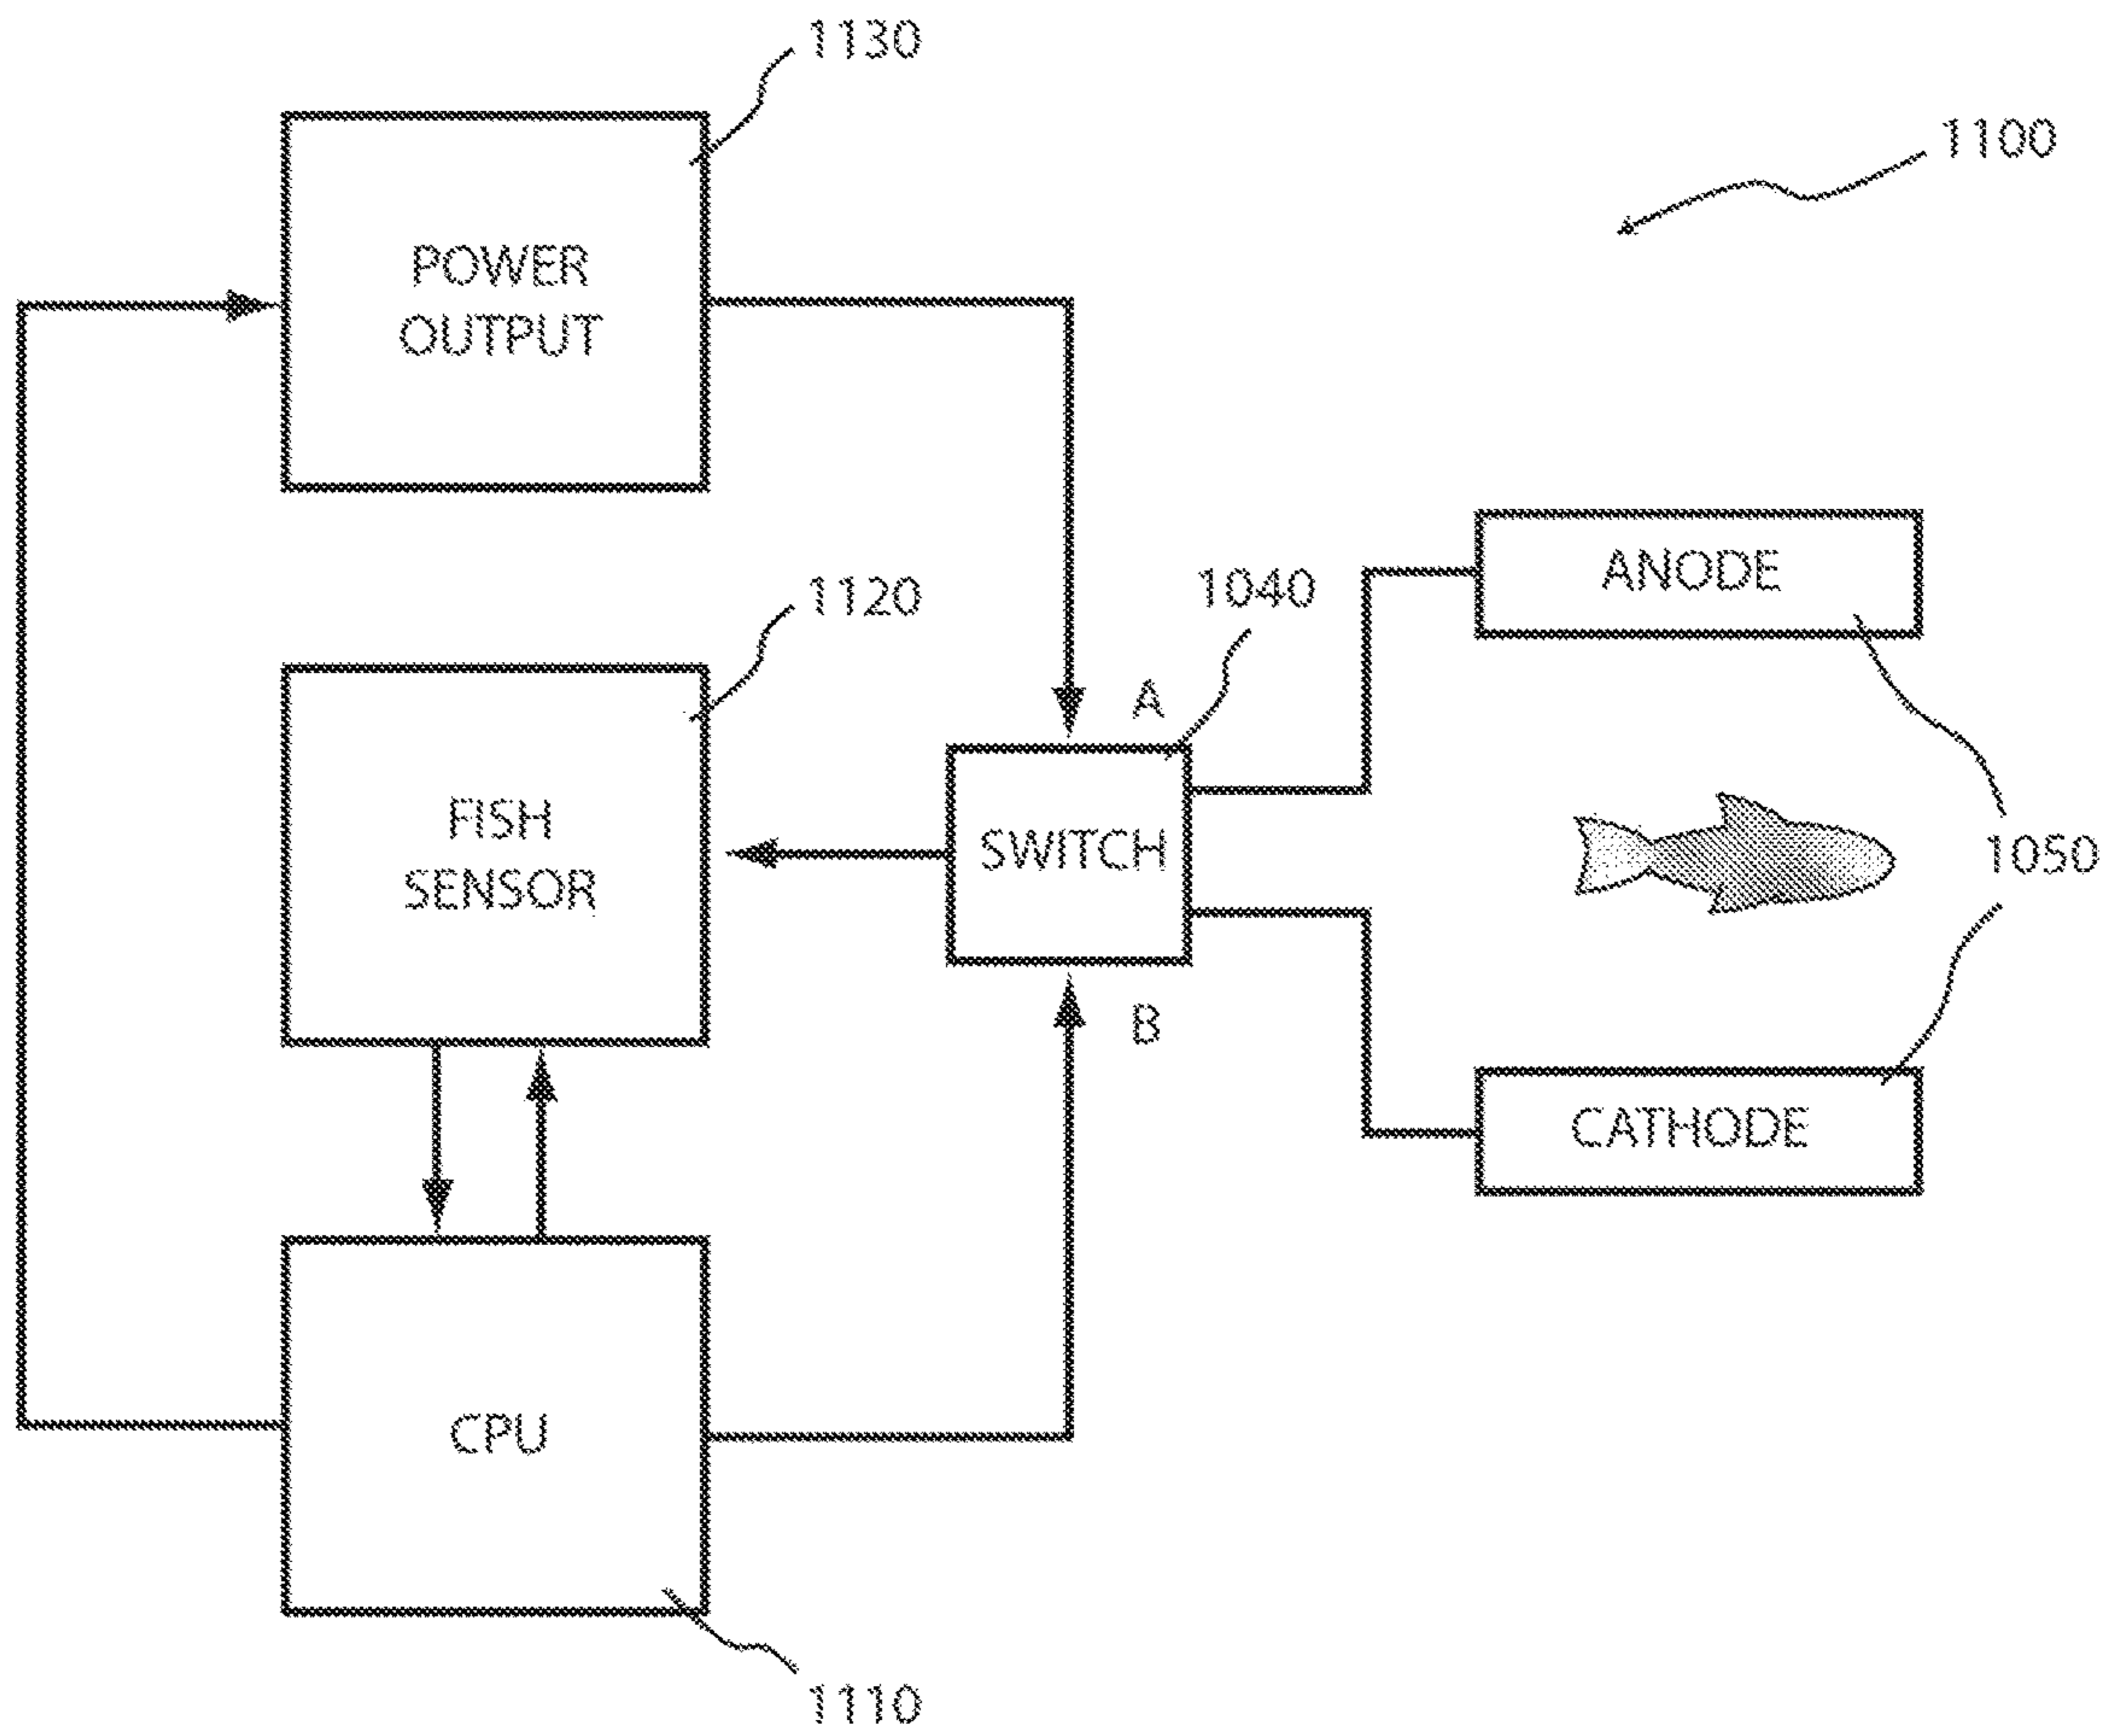 1130
1100
POWER
OUTPUT
ANODE
1120
1040
A
FISH
SENSOR
SWITCH
1050
B
CATHODE
CPU
1110